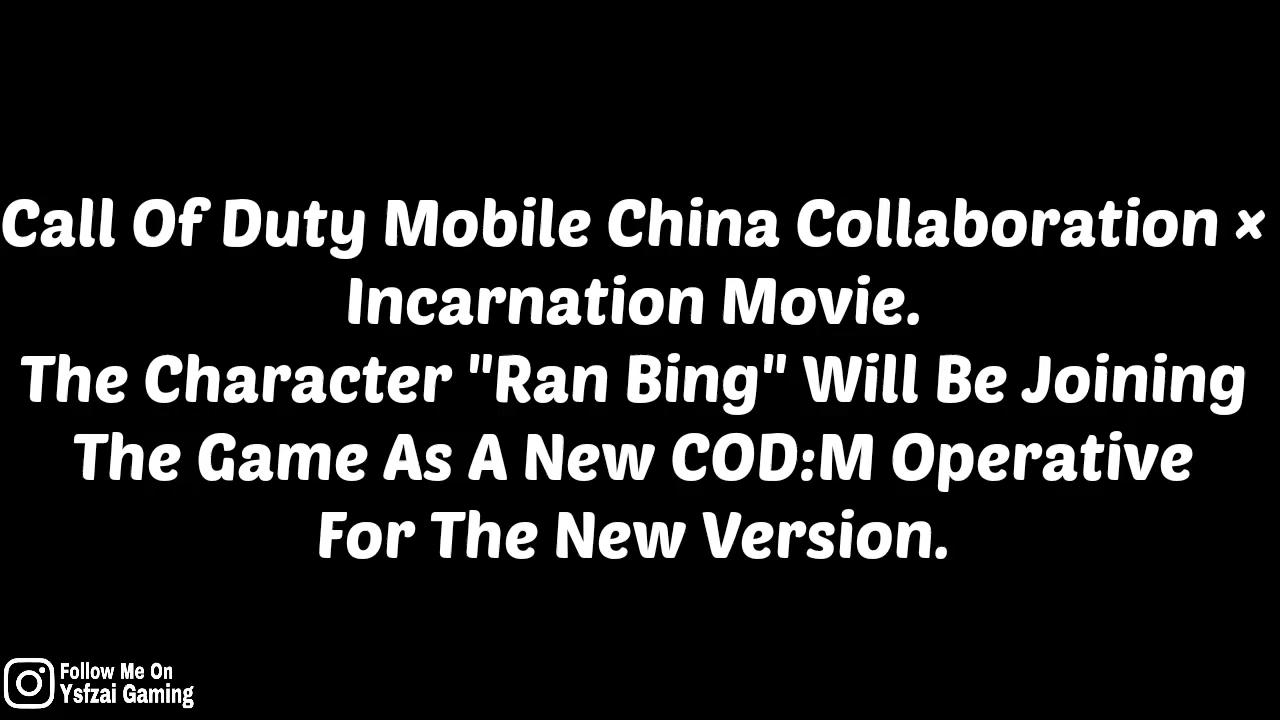 Call Of Duty Mobile China Collaboration ×
Incarnation Movie.
The Character "Ran Bing" Will Be Joining
The Game As A New COD:M Operative
For The New Version.
Follow Me On
Ysfzai Gaming